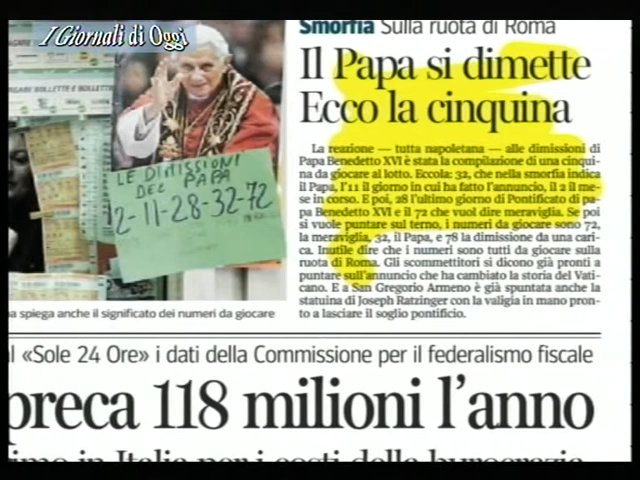 I Giornali di Oggi
LE DIMISSIONI
DEL PAPA
2-11-28-32-72
Smorfia Sulla ruota di Roma
Il Papa si dimette
Ecco la cinquina
La reazione — tutta napoletana — alle dimissioni di
Papa Benedetto XVI è stata la compilazione di una cinqui-
na da giocare al lotto. Eccola: 32, che nella smorfia indica
il Papa, l'11 il giorno in cui ha fatto l'annuncio, il 2 il me-
se in corso. E poi, 28 l'ultimo giorno di Pontificato di pa-
pa Benedetto XVI e il 72 che vuol dire meraviglia. Se poi
si vuole puntare sul terno, i numeri da giocare sono 72,
la meraviglia, 32, il Papa, e 78 la dimissione da una cari-
ca. Inutile dire che i numeri sono tutti da giocare sulla
ruota di Roma. Gli scommettitori si dicono già pronti a
puntare sull'annuncio che ha cambiato la storia del Vati-
cano. E a San Gregorio Armeno è già spuntata anche la
statuina di Joseph Ratzinger con la valigia in mano pron-
to a lasciare il soglio pontificio.
spiega anche il significato dei numeri da giocare
«Sole 24 Ore» i dati della Commissione per il federalismo fiscale
preca 118 milioni l'anno